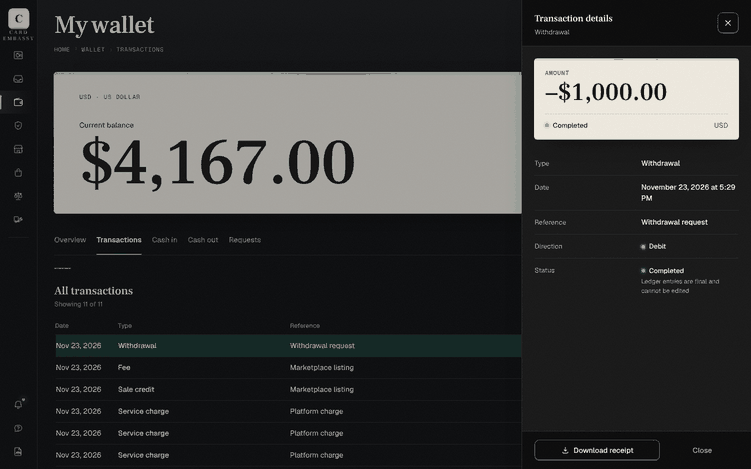 C
CARD
EMBASSY
My wallet
HOME
WALLET
TRANSACTIONS
USD · US DOLLAR
Current balance
$4,167.00
Overview
Transactions
Cash in
Cash out
Requests
All transactions
Showing 11 of 11
Date
Type
Reference
Nov 23, 2026
Withdrawal
Withdrawal request
Nov 23, 2026
Fee
Marketplace listing
Nov 23, 2026
Sale credit
Marketplace listing
Nov 23, 2026
Service charge
Platform charge
Nov 23, 2026
Service charge
Platform charge
Nov 23, 2026
Service charge
Platform charge
Transaction details
Withdrawal
AMOUNT
–$1,000.00
Completed
USD
Type
Withdrawal
Date
November 23, 2026 at 5:29
PM
Reference
Withdrawal request
Direction
Debit
Status
Completed
Ledger entries are final and
cannot be edited
Download receipt
Close